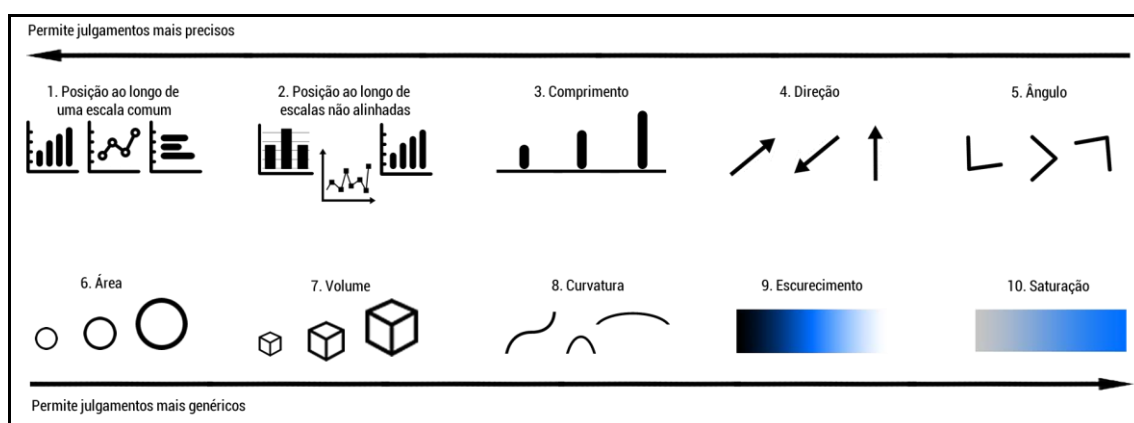 Permite julgamentos mais precisos
1. Posição ao longo de
uma escala comum
2. Posição ao longo de
escalas não alinhadas
3. Comprimento
4. Direção
5. Ângulo
6. Área
7. Volume
8. Curvatura
9. Escurecimento
10. Saturação
Permite julgamentos mais genéricos